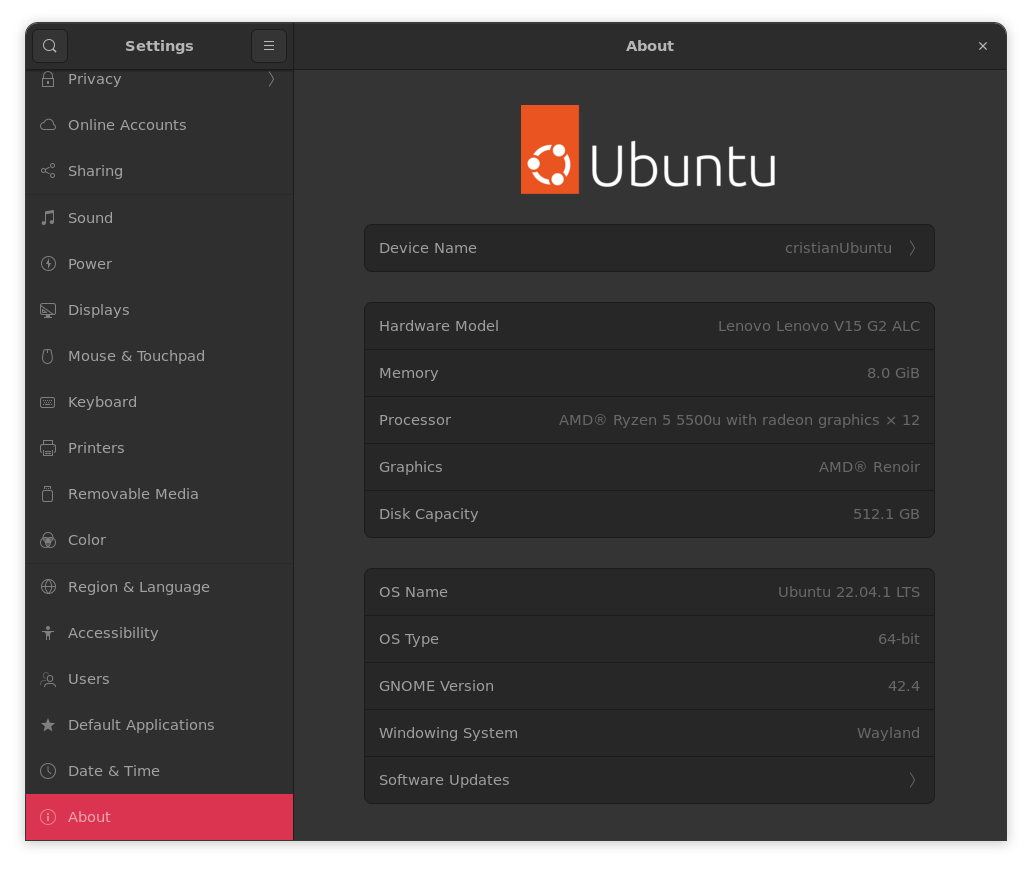 Settings
About
Privacy
Online Accounts
Sharing
Sound
Power
Displays
Mouse & Touchpad
Keyboard
Printers
Removable Media
Color
Region & Language
Accessibility
Users
Default Applications
Date & Time
About
Ubuntu
Device Name cristianUbuntu
Hardware Model Lenovo Lenovo V15 G2 ALC
Memory 8.0 GiB
Processor AMD® Ryzen 5 5500u with radeon graphics × 12
Graphics AMD® Renoir
Disk Capacity 512.1 GB
OS Name Ubuntu 22.04.1 LTS
OS Type 64-bit
GNOME Version 42.4
Windowing System Wayland
Software Updates